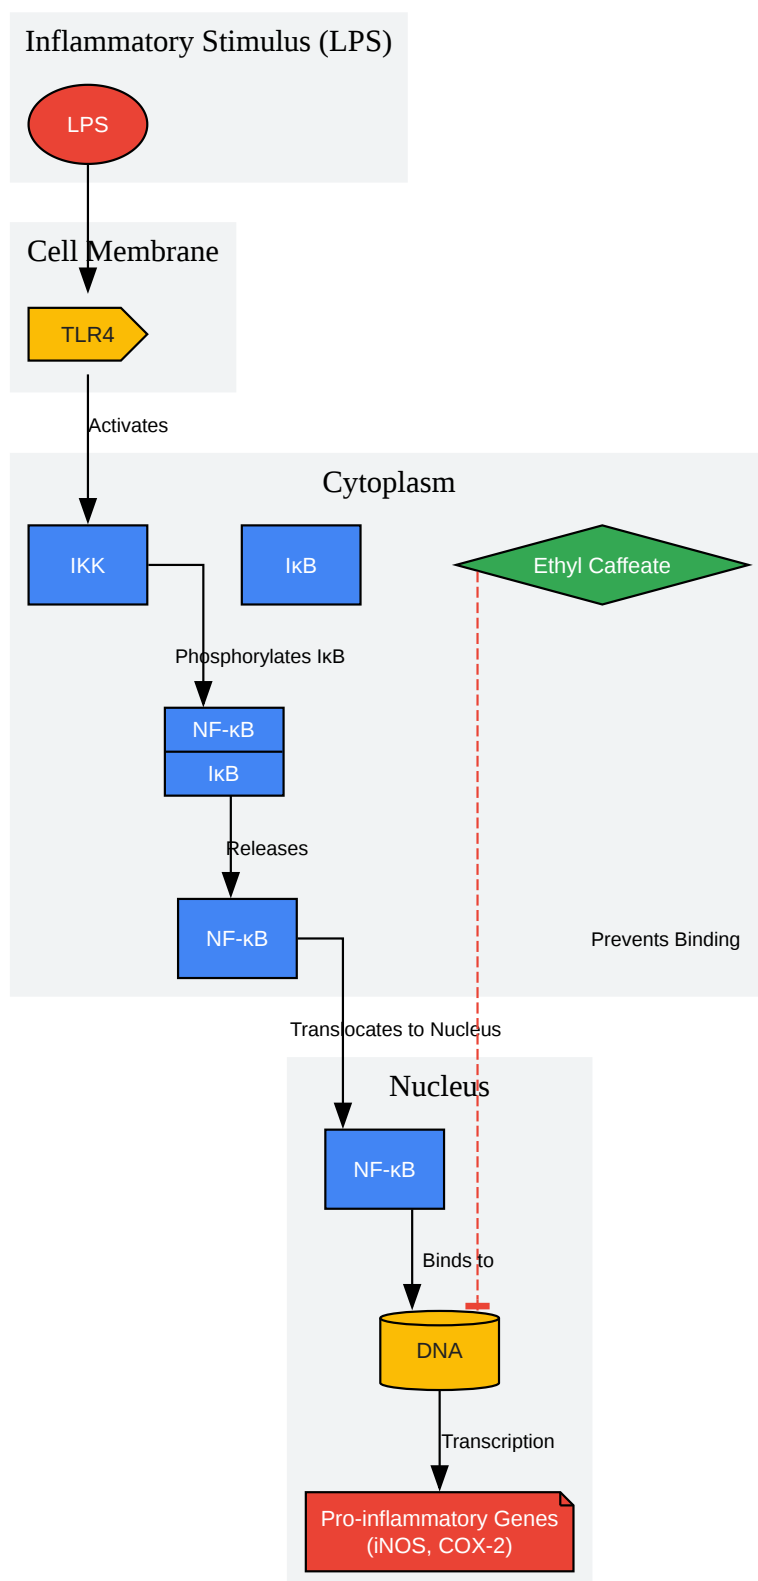 Inflammatory Stimulus (LPS)
LPS
Cell Membrane
TLR4
Activates
Cytoplasm
IKK
IκB
Ethyl Caffeate
Phosphorylates IκB
NF-κB
IκB
Releases
NF-κB
Prevents Binding
Translocates to Nucleus
Nucleus
NF-κB
Binds to
DNA
Transcription
Pro-inflammatory Genes
(iNOS, COX-2)